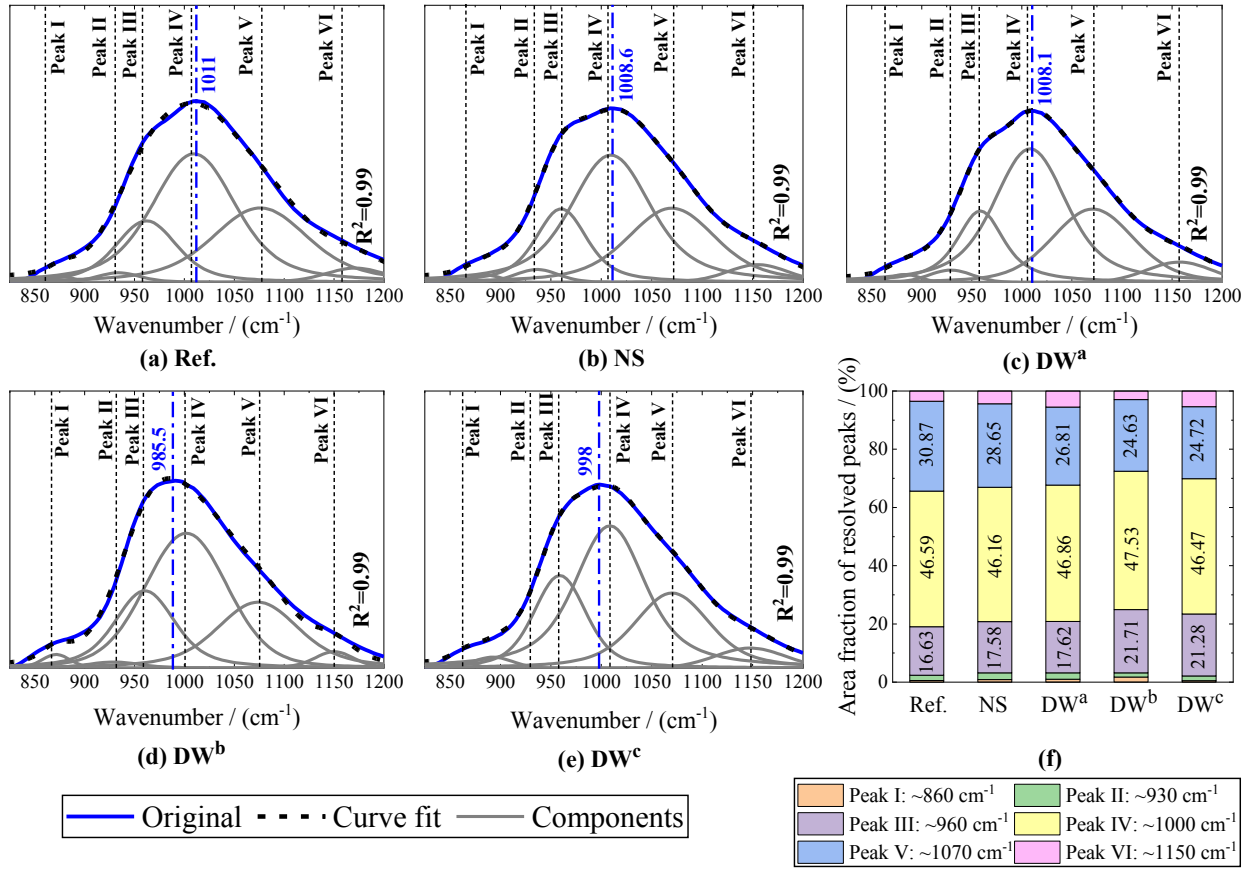 Peak I
Peak II
Peak III
Peak IV
Peak V
Peak VI
1011
R²=0.99
850 900 950 1000 1050 1100 1150 1200
Wavenumber / (cm⁻¹)
(a) Ref.
Peak I
Peak II
Peak III
Peak IV
Peak V
Peak VI
1008.6
R²=0.99
850 900 950 1000 1050 1100 1150 1200
Wavenumber / (cm⁻¹)
(b) NS
Peak I
Peak II
Peak III
Peak IV
Peak V
Peak VI
1008.1
R²=0.99
850 900 950 1000 1050 1100 1150 1200
Wavenumber / (cm⁻¹)
(c) DWᵃ
Peak I
Peak II
Peak III
985.5
Peak IV
Peak V
Peak VI
R²=0.99
850 900 950 1000 1050 1100 1150 1200
Wavenumber / (cm⁻¹)
(d) DWᵇ
Peak I
Peak II
Peak III
998
Peak IV
Peak V
Peak VI
R²=0.99
850 900 950 1000 1050 1100 1150 1200
Wavenumber / (cm⁻¹)
(e) DWᶜ
Area fraction of resolved peaks / (%)
100
80
60
40
20
0
30.87 28.65 26.81 24.63 24.72
46.59 46.16 46.86 47.53 46.47
16.63 17.58 17.62 21.71 21.28
Ref. NS DWᵃ DWᵇ DWᶜ
(f)
Original Curve fit Components
Peak I: ~860 cm⁻¹ Peak II: ~930 cm⁻¹
Peak III: ~960 cm⁻¹ Peak IV: ~1000 cm⁻¹
Peak V: ~1070 cm⁻¹ Peak VI: ~1150 cm⁻¹